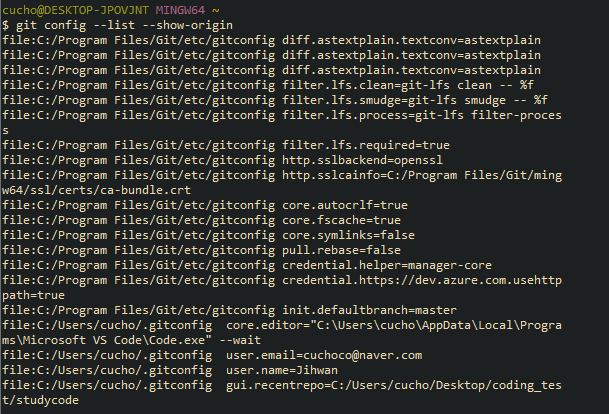 cucho@DESKTOP-JPOVJNT MINGW64 ~
$ git config --list --show-origin
file:C:/Program Files/Git/etc/gitconfig diff.astextplain.textconv=astextplain
file:C:/Program Files/Git/etc/gitconfig diff.astextplain.textconv=astextplain
file:C:/Program Files/Git/etc/gitconfig diff.astextplain.textconv=astextplain
file:C:/Program Files/Git/etc/gitconfig filter.lfs.clean=git-lfs clean -- %f
file:C:/Program Files/Git/etc/gitconfig filter.lfs.smudge=git-lfs smudge -- %f
file:C:/Program Files/Git/etc/gitconfig filter.lfs.process=git-lfs filter-proces
s
file:C:/Program Files/Git/etc/gitconfig filter.lfs.required=true
file:C:/Program Files/Git/etc/gitconfig http.sslbackend=openssl
file:C:/Program Files/Git/etc/gitconfig http.sslcainfo=C:/Program Files/Git/ming
w64/ssl/certs/ca-bundle.crt
file:C:/Program Files/Git/etc/gitconfig core.autocrlf=true
file:C:/Program Files/Git/etc/gitconfig core.fscache=true
file:C:/Program Files/Git/etc/gitconfig core.symlinks=false
file:C:/Program Files/Git/etc/gitconfig pull.rebase=false
file:C:/Program Files/Git/etc/gitconfig credential.helper=manager-core
file:C:/Program Files/Git/etc/gitconfig credential.https://dev.azure.com.usehttp
path=true
file:C:/Program Files/Git/etc/gitconfig init.defaultbranch=master
file:C:/Users/cucho/.gitconfig  core.editor="C:\Users\cucho\AppData\Local\Progra
ms\Microsoft VS Code\Code.exe" --wait
file:C:/Users/cucho/.gitconfig  user.email=cuchoco@naver.com
file:C:/Users/cucho/.gitconfig  user.name=Jihwan
file:C:/Users/cucho/.gitconfig  gui.recentrepo=C:/Users/cucho/Desktop/coding_tes
t/studycode